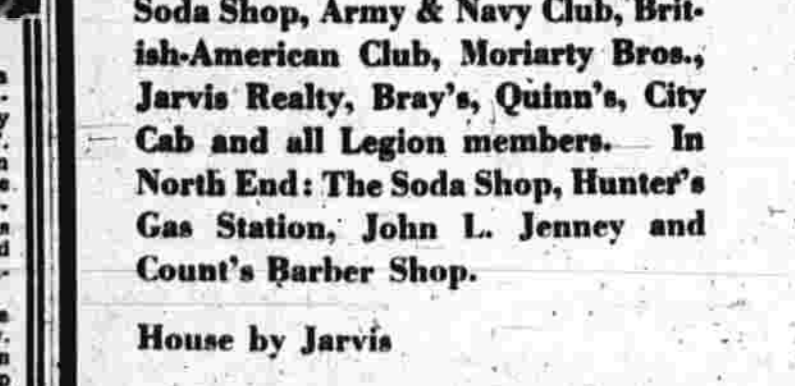 Soda Shop, Army & Navy Club, Brit-
ish-American Club, Moriarty Bros.,
Jarvis Realty, Bray's, Quinn's, City
Cab and all Legion members. In
North End: The Soda Shop, Hunter's
Gas Station, John L. Jenney and
Count's Barber Shop.
House by Jarvis